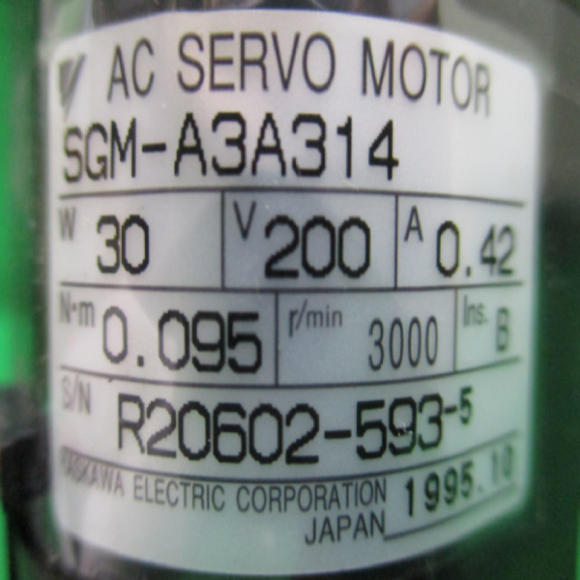 AC SERVO MOTOR
SGM-A3A314
W 30 V 200 A 0.42
N·m 0.095 r/min 3000 Ins. B
S/N R20602-593-5
YASKAWA ELECTRIC CORPORATION 1995.10
JAPAN